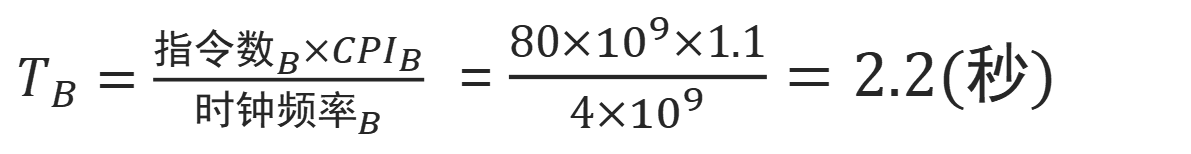 T_B = 指令数_B×CPI_B / 时钟频率_B = 80×10^9×1.1 / 4×10^9 = 2.2(秒)